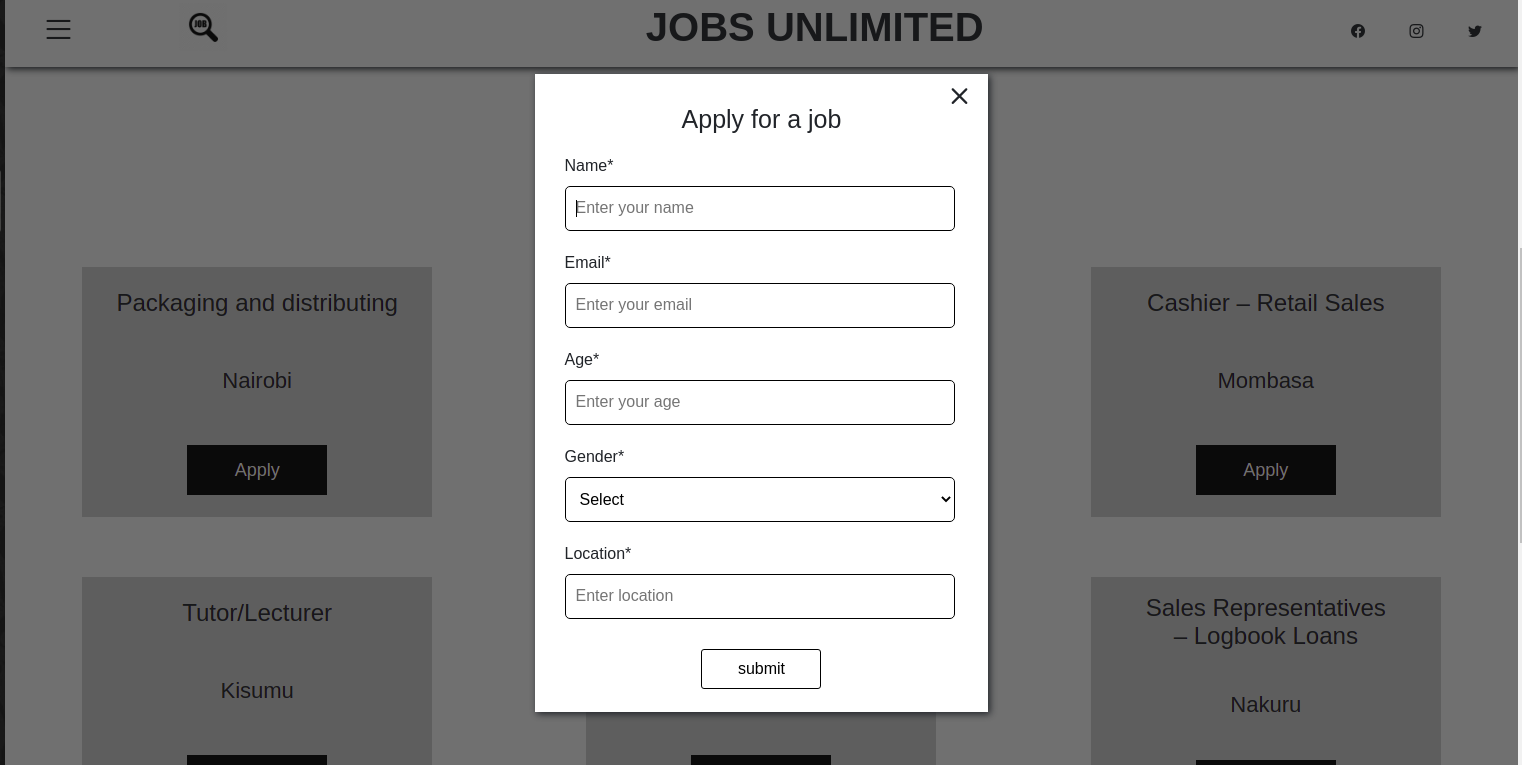 JOB
JOBS UNLIMITED
Apply for a job
Name*
Enter your name
Email*
Enter your email
Age*
Enter your age
Gender*
Select
Location*
Enter location
submit
Packaging and distributing
Nairobi
Apply
Cashier – Retail Sales
Mombasa
Apply
Tutor/Lecturer
Kisumu
Sales Representatives
– Logbook Loans
Nakuru